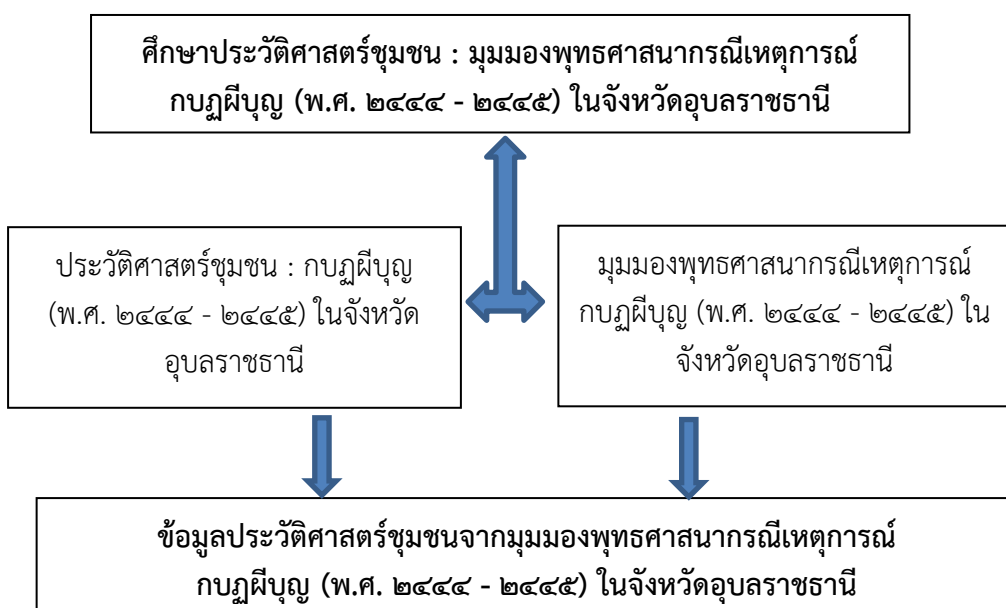 ศึกษาประวัติศาสตร์ชุมชน : มุมมองพุทธศาสนากรณีเหตุการณ์
กบฏผีบุญ (พ.ศ. ๒๔๔๔ - ๒๔๔๕) ในจังหวัดอุบลราชธานี
ประวัติศาสตร์ชุมชน : กบฏผีบุญ
(พ.ศ. ๒๔๔๔ - ๒๔๔๕) ในจังหวัด
อุบลราชธานี
มุมมองพุทธศาสนากรณีเหตุการณ์
กบฏผีบุญ (พ.ศ. ๒๔๔๔ - ๒๔๔๕) ใน
จังหวัดอุบลราชธานี
ข้อมูลประวัติศาสตร์ชุมชนจากมุมมองพุทธศาสนากรณีเหตุการณ์
กบฏผีบุญ (พ.ศ. ๒๔๔๔ - ๒๔๔๕) ในจังหวัดอุบลราชธานี